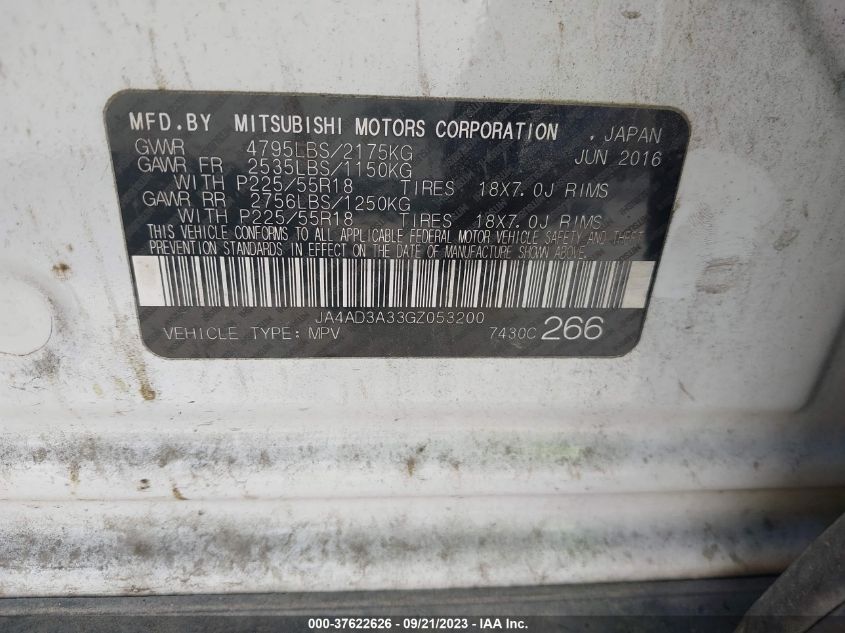 MFD.BY MITSUBISHI MOTORS CORPORATION , JAPAN
GVWR 4795LBS/2175KG JUN 2016
GAWR FR 2535LBS/1150KG
WITH P225/55R18 TIRES 18X7.0J RIMS
GAWR RR 2756LBS/1250KG
WITH P225/55R18 TIRES 18X7.0J RIMS
THIS VEHICLE CONFORMS TO ALL APPLICABLE FEDERAL MOTOR VEHICLE SAFETY AND THEFT
PREVENTION STANDARDS IN EFFECT ON THE DATE OF MANUFACTURE SHOWN ABOVE.
JA4AD3A33GZ053200
VEHICLE TYPE: MPV 7430C 266
000-37622626 - 09/21/2023 - IAA Inc.